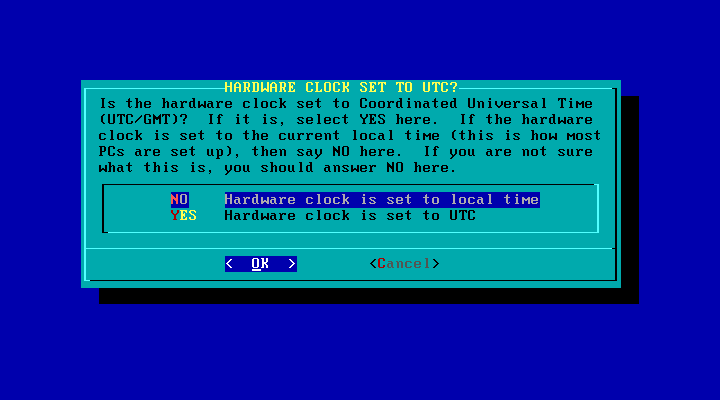 HARDWARE CLOCK SET TO UTC?
Is the hardware clock set to Coordinated Universal Time
(UTC/GMT)?  If it is, select YES here.  If the hardware
clock is set to the current local time (this is how most
PCs are set up), then say NO here.  If you are not sure
what this is, you should answer NO here.
NO Hardware clock is set to local time
YES Hardware clock is set to UTC
< OK > <Cancel>